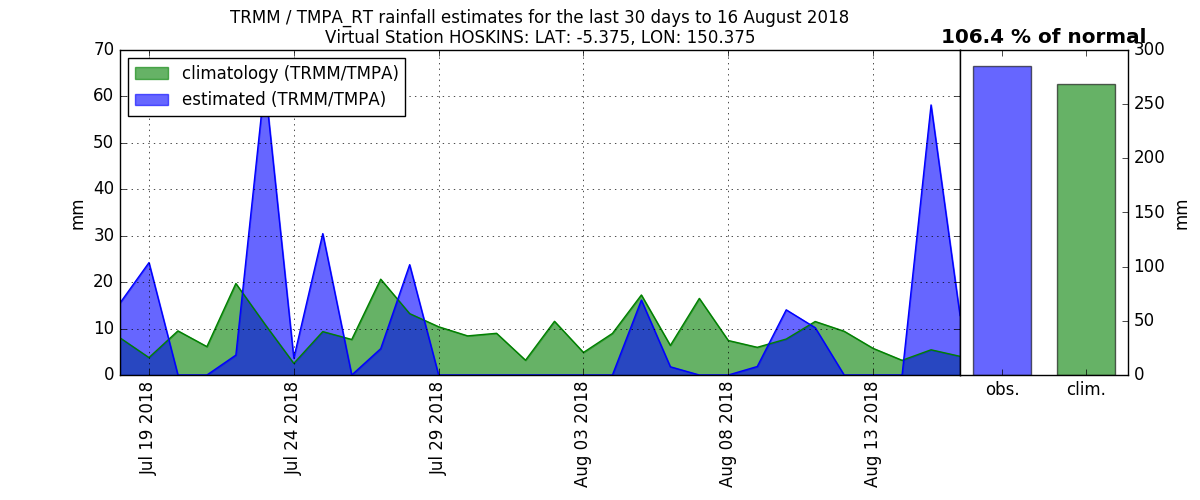 TRMM / TMPA_RT rainfall estimates for the last 30 days to 16 August 2018
Virtual Station HOSKINS: LAT: -5.375, LON: 150.375
106.4 % of normal
climatology (TRMM/TMPA)
estimated (TRMM/TMPA)
70
60
50
40
30
20
10
0
mm
Jul 19 2018
Jul 24 2018
Jul 29 2018
Aug 03 2018
Aug 08 2018
Aug 13 2018
obs.
clim.
300
250
200
150
100
50
0
mm